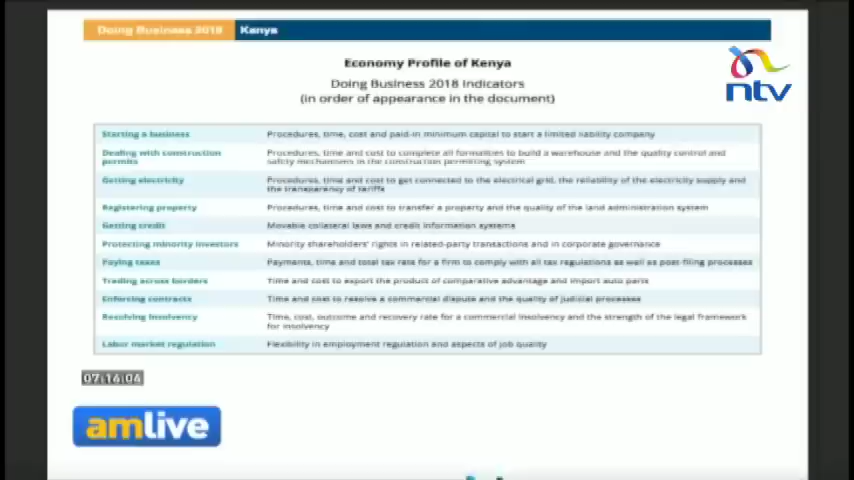 Doing Business 2018 Kenya
Economy Profile of Kenya
Doing Business 2018 Indicators
(in order of appearance in the document)
ntv
Starting a business Procedures, time, cost and paid-in minimum capital to start a limited liability company
Dealing with construction permits Procedures, time and cost to complete all formalities to build a warehouse and the quality control and
safety mechanisms in the construction permitting system
Getting electricity Procedures, time and cost to get connected to the electrical grid, the reliability of the electricity supply and
the transparency of tariffs
Registering property Procedures, time and cost to transfer a property and the quality of the land administration system
Getting credit Movable collateral laws and credit information systems
Protecting minority investors Minority shareholders' rights in related-party transactions and in corporate governance
Paying taxes Payments, time and total tax rate for a firm to comply with all tax regulations as well as post-filing processes
Trading across borders Time and cost to export the product of comparative advantage and import auto parts
Enforcing contracts Time and cost to resolve a commercial dispute and the quality of judicial processes
Resolving insolvency Time, cost, outcome and recovery rate for a commercial insolvency and the strength of the legal framework
for insolvency
Labor market regulation Flexibility in employment regulation and aspects of job quality
07:14:04
amlive